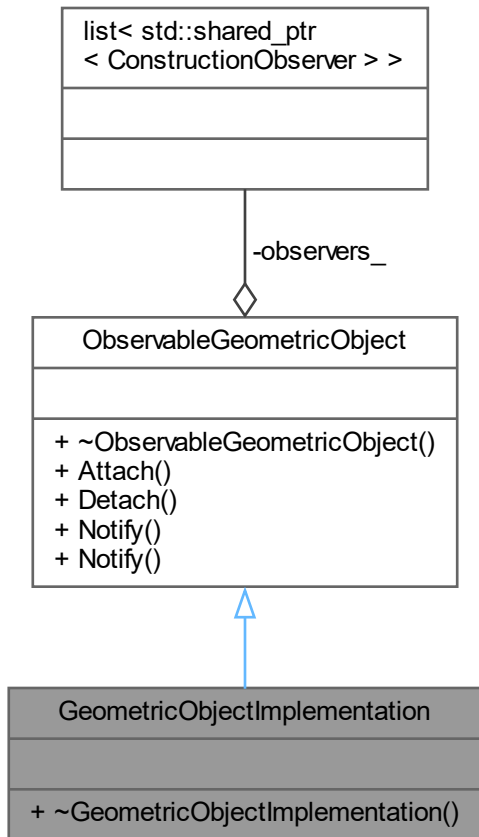 list< std::shared_ptr
< ConstructionObserver > >
-observers_
ObservableGeometricObject
+ ~ObservableGeometricObject()
+ Attach()
+ Detach()
+ Notify()
+ Notify()
GeometricObjectImplementation
+ ~GeometricObjectImplementation()